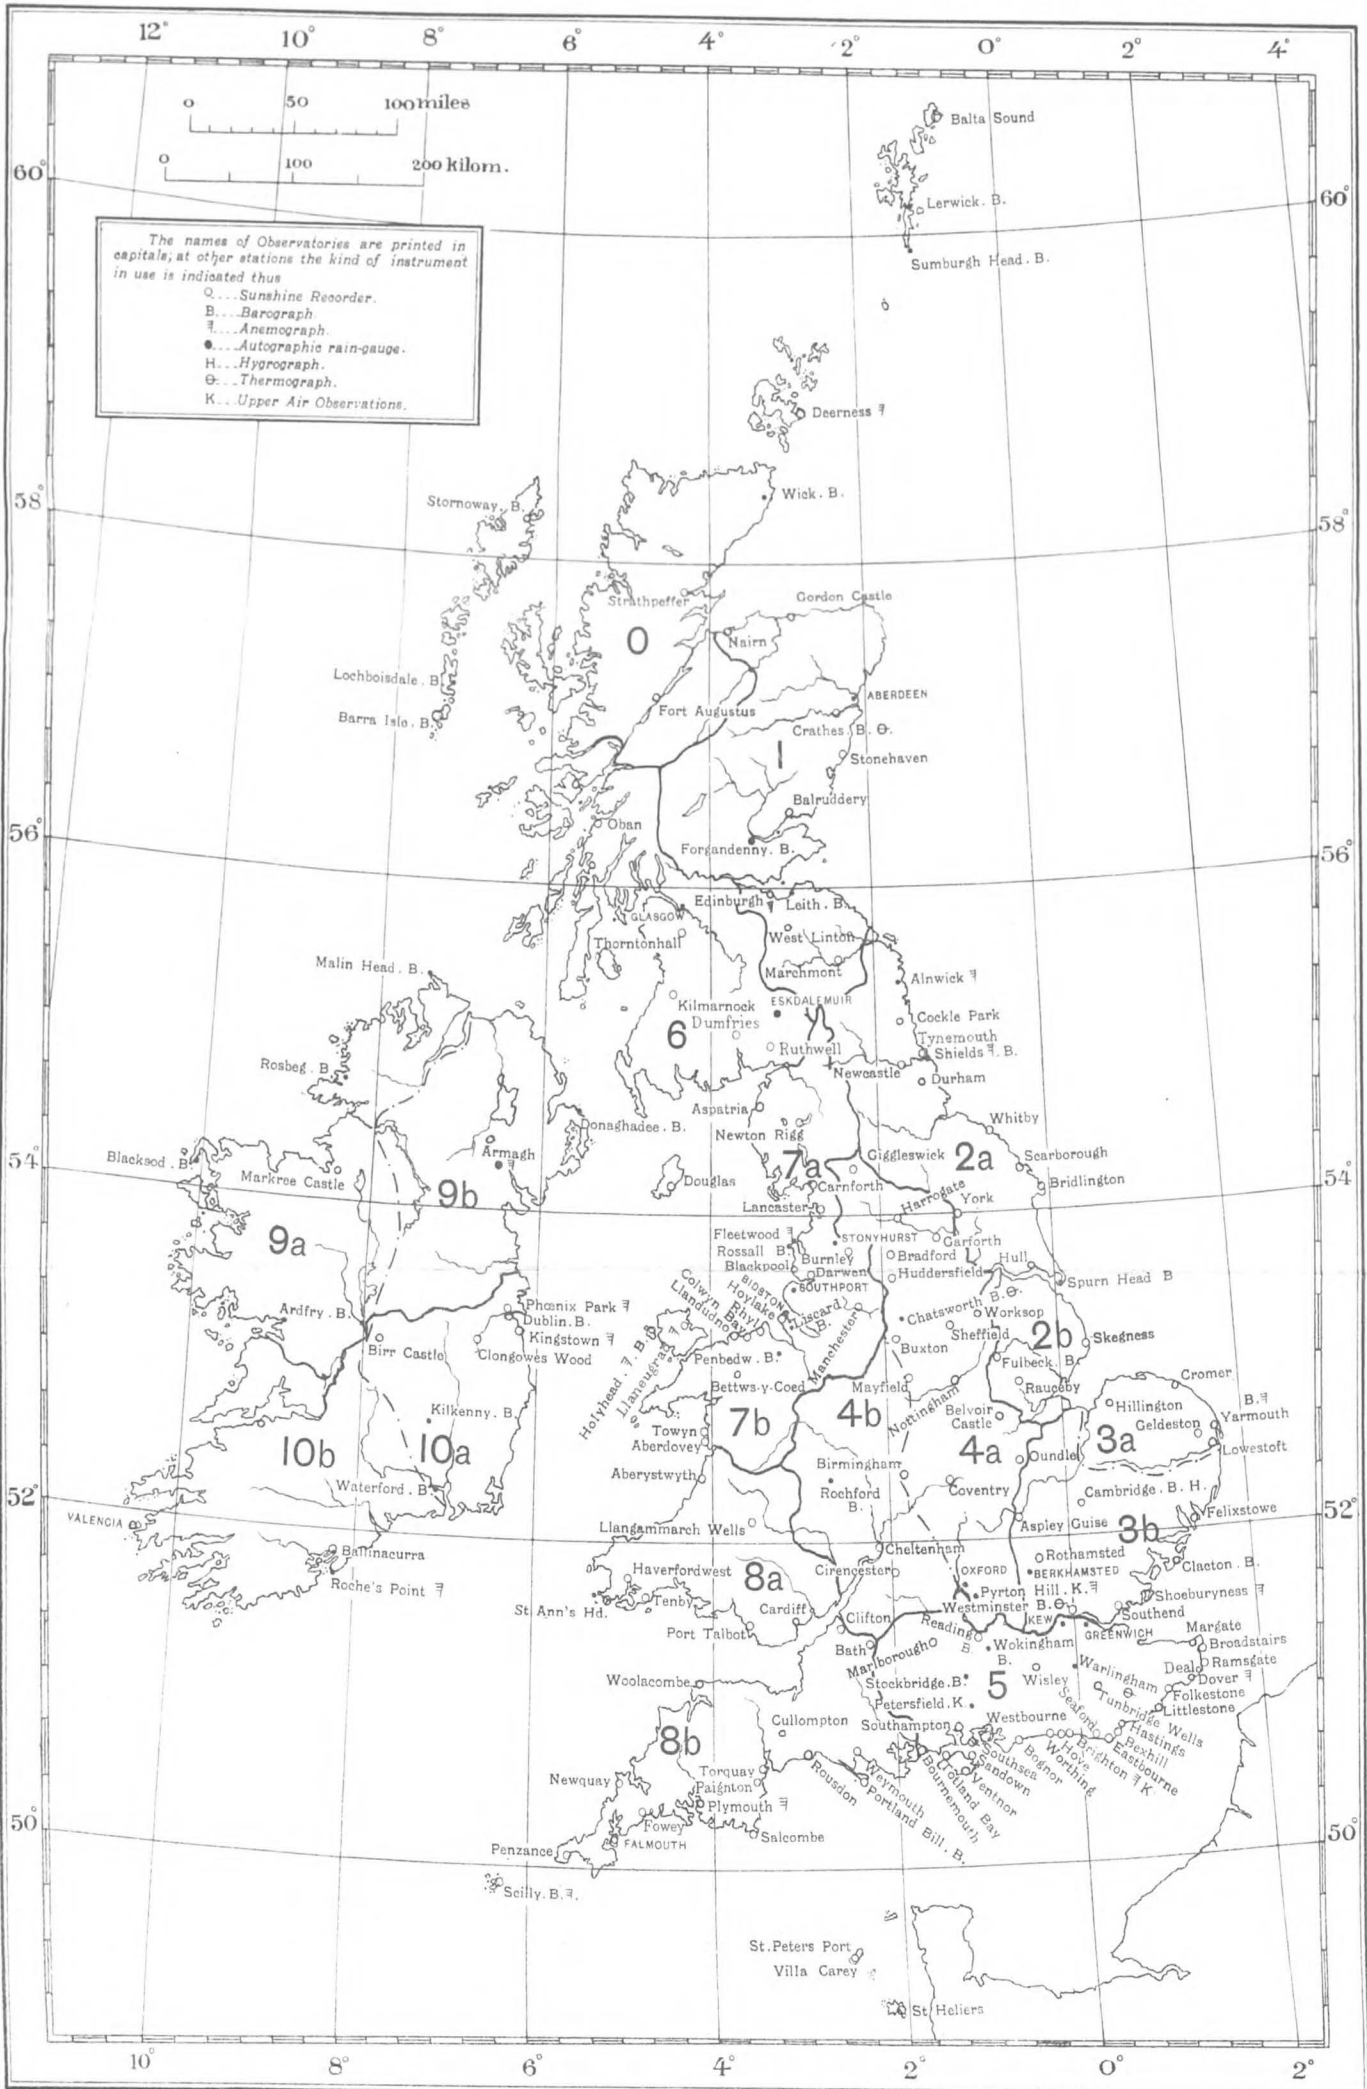 12° 10° 8° 6° 4° 2° 0° 2° 4°
0 50 100 miles
0 100 200 kilom.
The names of Observatories are printed in
capitals; at other stations the kind of instrument
in use is indicated thus
....Sunshine Recorder.
B....Barograph.
....Anemograph.
●....Autographic rain-gauge.
H....Hygrograph.
....Thermograph.
K....Upper Air Observations.
Balta Sound
60° 60°
Lerwick. B.
Sumburgh Head. B.
Deerness
Wick. B.
Stornoway. B.
58° 58°
Strathpeffer
Gordon Castle
0
Nairn
Lochboisdale. B.
ABERDEEN
Barra Isle. B.
Fort Augustus
Crathes. B.
1
Stonehaven
Balruddery
56° 56°
Oban
Forgandenny. B.
Edinburgh
Leith. B.
GLASGOW
Thorntonhall
West Linton
Malin Head. B.
Marchmont
Alnwick
Kilmarnock
ESKDALEMUIR
Dumfries
Cockle Park
6
Tynemouth
Ruthwell
Shields B.
Rosbeg. B.
Newcastle
Durham
Aspatria
Donaghadee. B.
Newton Rigg
Whitby
Armagh
Giggleswick
2a
Scarborough
54° 54°
Blacksod. B.
Markree Castle
7a
Douglas
Carnforth
Bridlington
9b
Lancaster
Harrogate
York
Fleetwood
STONYHURST
Garforth
9a
Rossall B.
Burnley
Bradford
Hull
Blackpool
Darwen
Huddersfield
Spurn Head B
Colwyn Bay
Llandudno
BIDSTON
Hoylake
Rhyl
SOUTHPORT
Liscard B.
Manchester
Chatsworth B.
Worksop
Ardfry. B.
Phœnix Park
Dublin. B.
Kingstown
Birr Castle
Clongowes Wood
Sheffield
2b
Skegness
Buxton
Holyhead. B.
Llaneugrad
Penbedw. B.
Fulbeck. B.
Bettws-y-Coed
Mayfield
Rauceby
Cromer
Nottingham
Belvoir
Castle
Hillington
B.
Yarmouth
Geldeston
Kilkenny. B.
7b
4b
Towyn
4a
3a
Lowestoft
10b
10a
Aberdovey
Oundle
Aberystwyth
Birmingham
Rochford
B.
Coventry
Waterford. B.
Cambridge. B. H.
52° 52°
VALENCIA
Llangammarch Wells
Aspley Guise
3b
Felixstowe
Ballinacurra
Cheltenham
Rothamsted
Roche's Point
Haverfordwest
8a
Cirencester
OXFORD
BERKHAMSTED
Clacton. B.
Pyrton Hill. K.
Tenby
Westminster B.
Shoeburyness
St. Ann's Hd.
Cardiff
Clifton
KEW
Southend
Port Talbot
Reading
B.
GREENWICH
Margate
Bath
Wokingham
B.
Broadstairs
Marlborough
Ramsgate
Deal
Woolacombe
Stockbridge. B.
5
Wisley
Warlingham
Dover
Petersfield. K.
Folkestone
Tunbridge Wells
Littlestone
Cullompton
Southampton
Westbourne
Seaford
Hastings
8b
Bexhill
Southsea
Bognor
Hove
Worthing
Brighton K.
Eastbourne
Torquay
Sandown
Newquay
Paignton
Rousdon
Weymouth
Ventnor
Totland Bay
Bournemouth
Plymouth
Portland Bill. B.
50° 50°
Fowey
Salcombe
FALMOUTH
Penzance
Scilly. B.
St. Peters Port
Villa Carey
St Heliers
10° 8° 6° 4° 2° 0° 2°